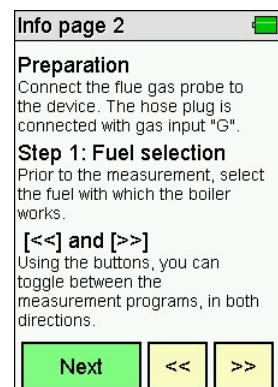 Info page 2
Preparation
Connect the flue gas probe to
the device. The hose plug is
connected with gas input "G".
Step 1: Fuel selection
Prior to the measurement, select
the fuel with which the boiler
works.
[<<] and [>>]
Using the buttons, you can
toggle between the
measurement programs, in both
directions.
Next << >>